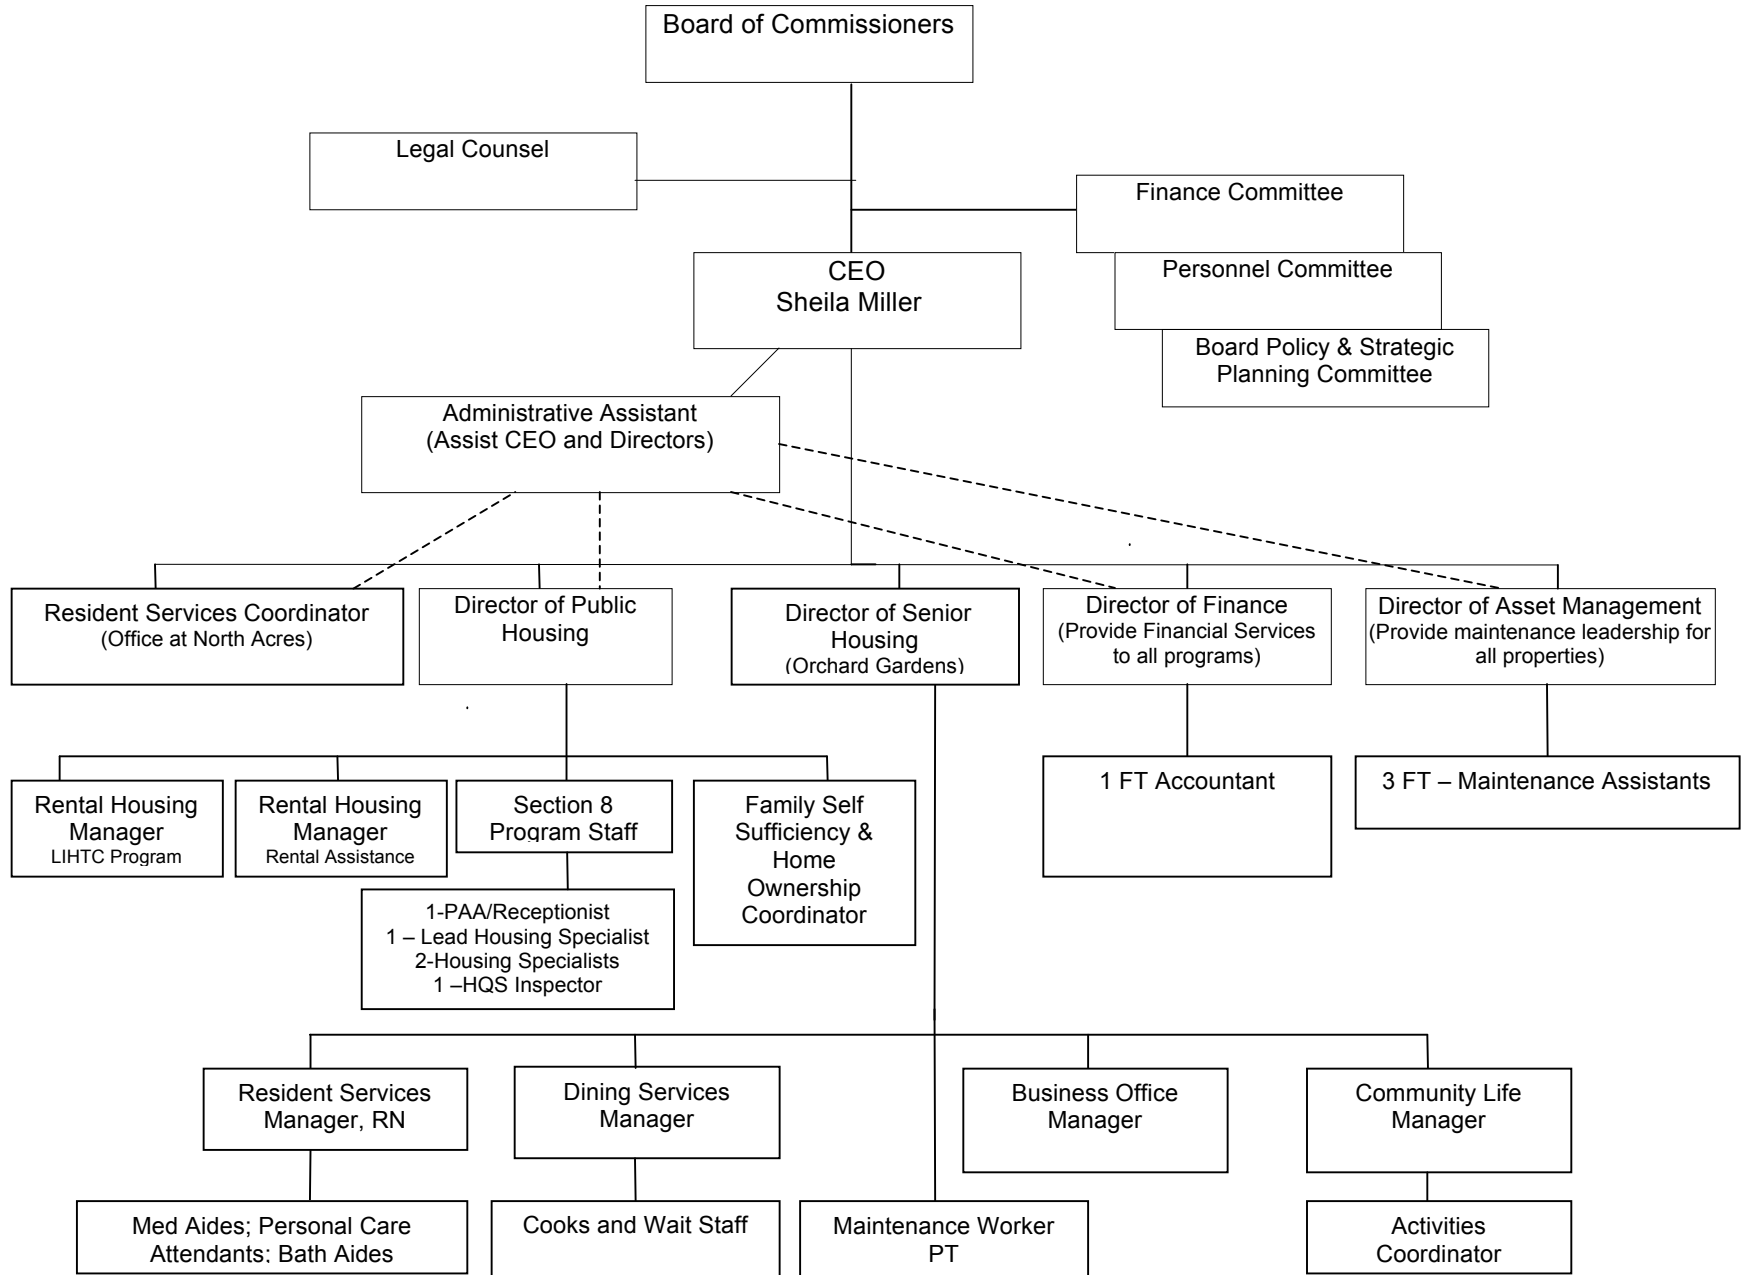 Board of Commissioners
Legal Counsel
Finance Committee
Personnel Committee
Board Policy & Strategic
Planning Committee
CEO
Sheila Miller
Administrative Assistant
(Assist CEO and Directors)
Resident Services Coordinator
(Office at North Acres)
Director of Public
Housing
Director of Senior
Housing
(Orchard Gardens)
Director of Finance
(Provide Financial Services
to all programs)
Director of Asset Management
(Provide maintenance leadership for
all properties)
Rental Housing
Manager
LIHTC Program
Rental Housing
Manager
Rental Assistance
Section 8
Program Staff
Family Self
Sufficiency &
Home
Ownership
Coordinator
1 FT Accountant
3 FT – Maintenance Assistants
1-PAA/Receptionist
1 – Lead Housing Specialist
2-Housing Specialists
1 –HQS Inspector
Resident Services
Manager, RN
Dining Services
Manager
Business Office
Manager
Community Life
Manager
Med Aides; Personal Care
Attendants; Bath Aides
Cooks and Wait Staff
Maintenance Worker
PT
Activities
Coordinator